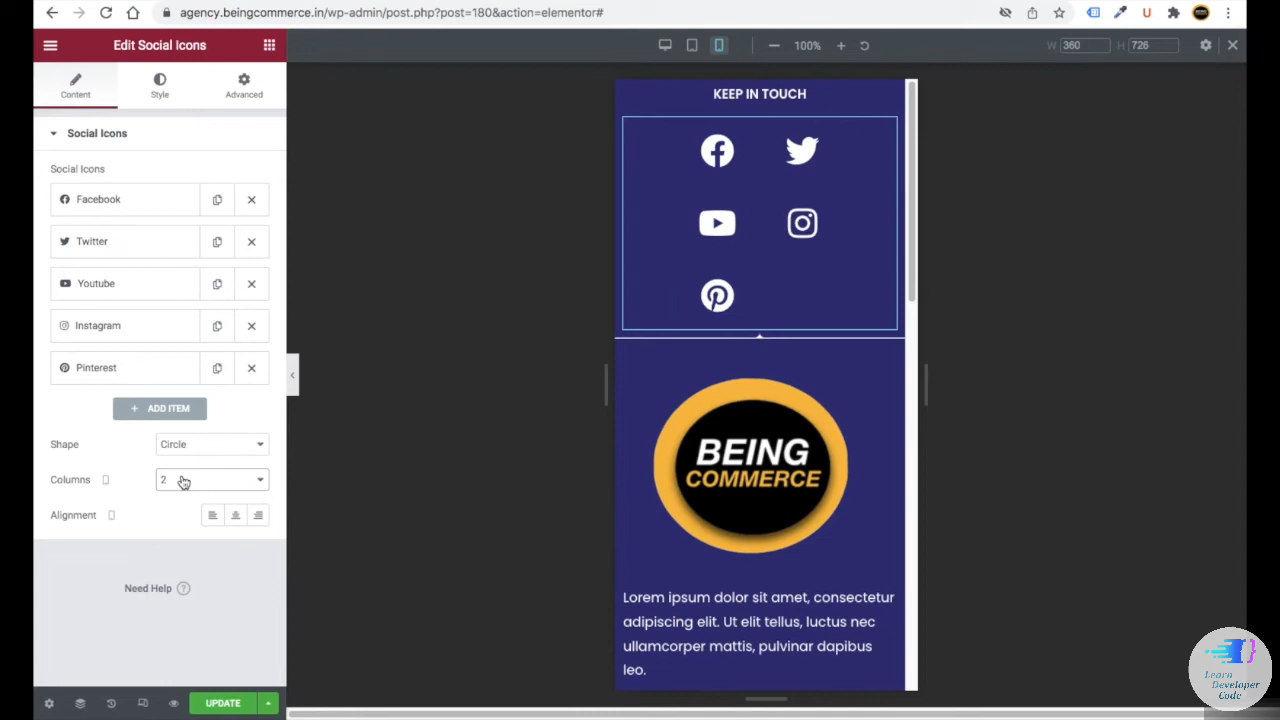 agency.beingcommerce.in/wp-admin/post.php?post=180&action=elementor#
Edit Social Icons
100%
W 360
H 726
Content
Style
Advanced
Social Icons
Social Icons
Facebook
Twitter
Youtube
Instagram
Pinterest
+ ADD ITEM
Shape
Circle
Columns
2
Alignment
Need Help
UPDATE
KEEP IN TOUCH
BEING
COMMERCE
Lorem ipsum dolor sit amet, consectetur
adipiscing elit. Ut elit tellus, luctus nec
ullamcorper mattis, pulvinar dapibus
leo.
Learn
Developer
Code